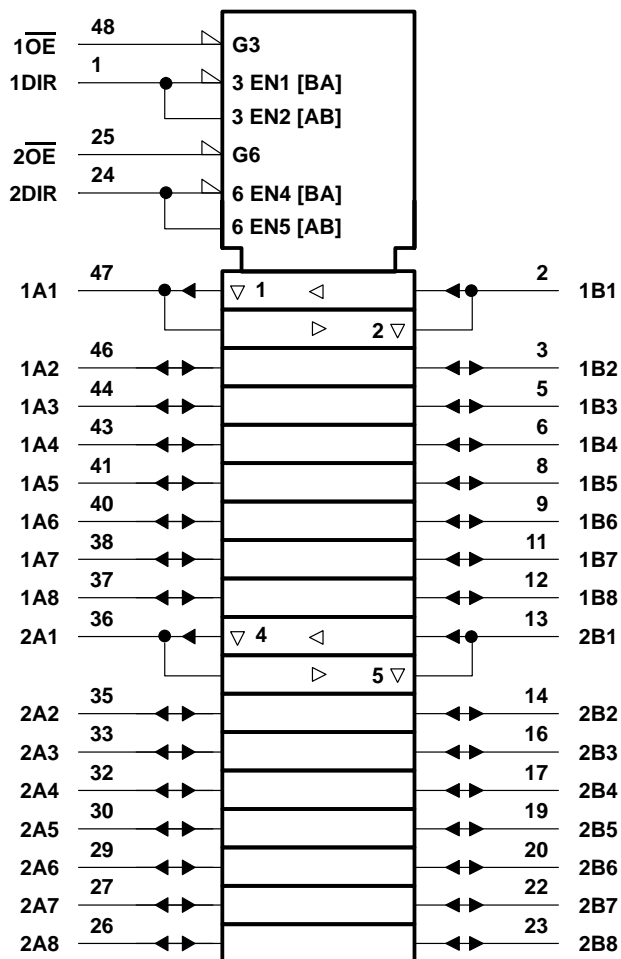 48
1O̅E̅ G3
1
1DIR 3 EN1 [BA]
3 EN2 [AB]
25
2O̅E̅ G6
24
2DIR 6 EN4 [BA]
6 EN5 [AB]
47 2
1A1 ▽ 1 ◁ 1B1
▷ 2 ▽
46 3
1A2 1B2
44 5
1A3 1B3
43 6
1A4 1B4
41 8
1A5 1B5
40 9
1A6 1B6
38 11
1A7 1B7
37 12
1A8 1B8
36 13
2A1 ▽ 4 ◁ 2B1
▷ 5 ▽
35 14
2A2 2B2
33 16
2A3 2B3
32 17
2A4 2B4
30 19
2A5 2B5
29 20
2A6 2B6
27 22
2A7 2B7
26 23
2A8 2B8